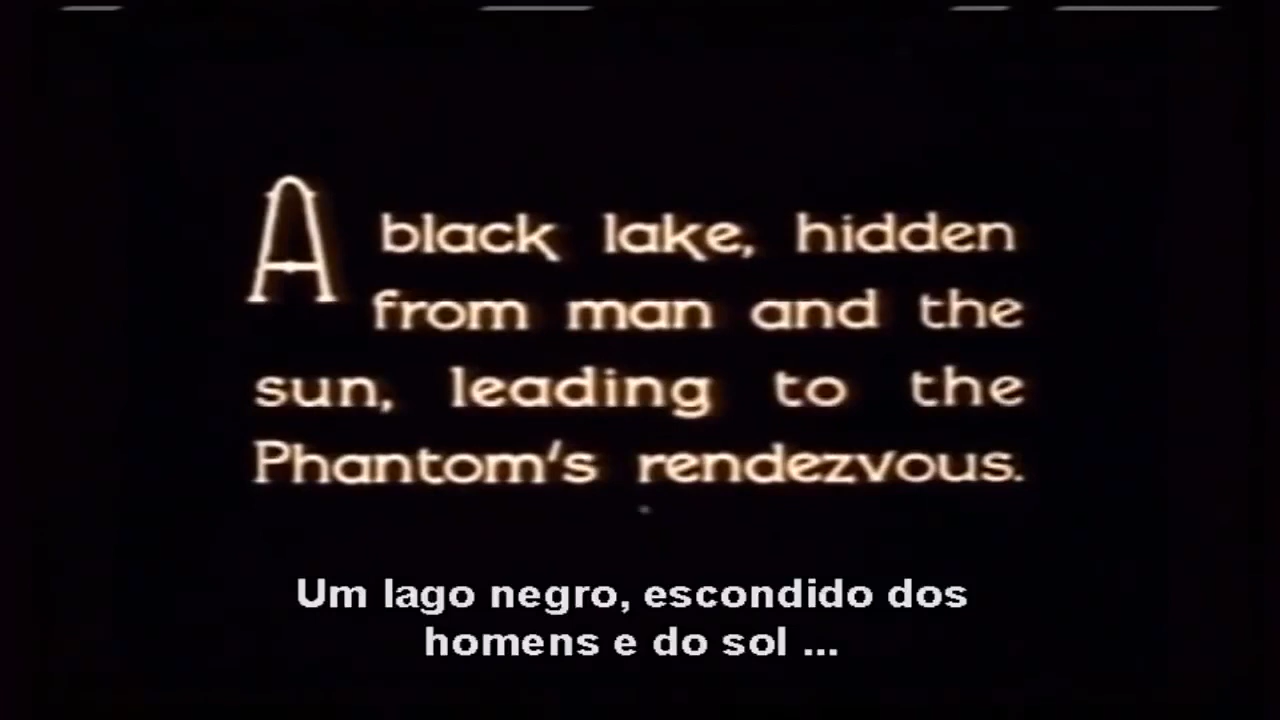 A black lake, hidden
from man and the
sun, leading to the
Phantom's rendezvous.
Um lago negro, escondido dos
homens e do sol ...